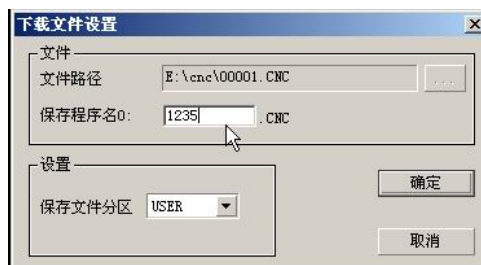 下载文件设置
文件
文件路径 E:\cnc\00001.CNC ...
保存程序名O: 1235 .CNC
设置
保存文件分区 USER
确定
取消